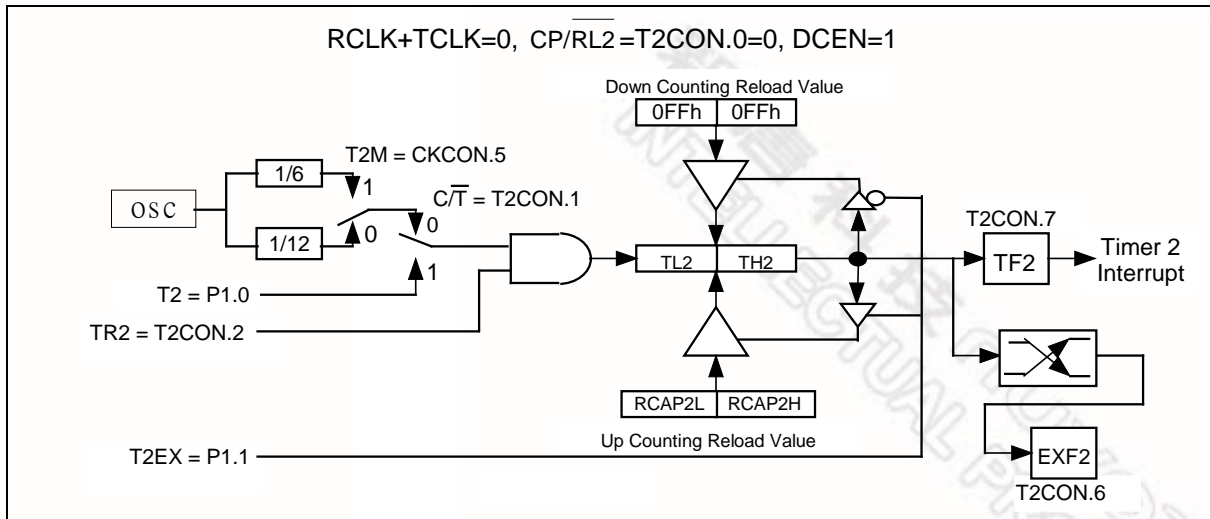 RCLK+TCLK=0, CP/RL2=T2CON.0=0, DCEN=1
Down Counting Reload Value
0FFh 0FFh
T2M = CKCON.5
1/6
1
C/T = T2CON.1
OSC
0
T2CON.7
1/12
0
TL2 TH2
TF2
Timer 2
Interrupt
1
T2 = P1.0
TR2 = T2CON.2
RCAP2L RCAP2H
Up Counting Reload Value
T2EX = P1.1
EXF2
T2CON.6
INTELLECTUAL